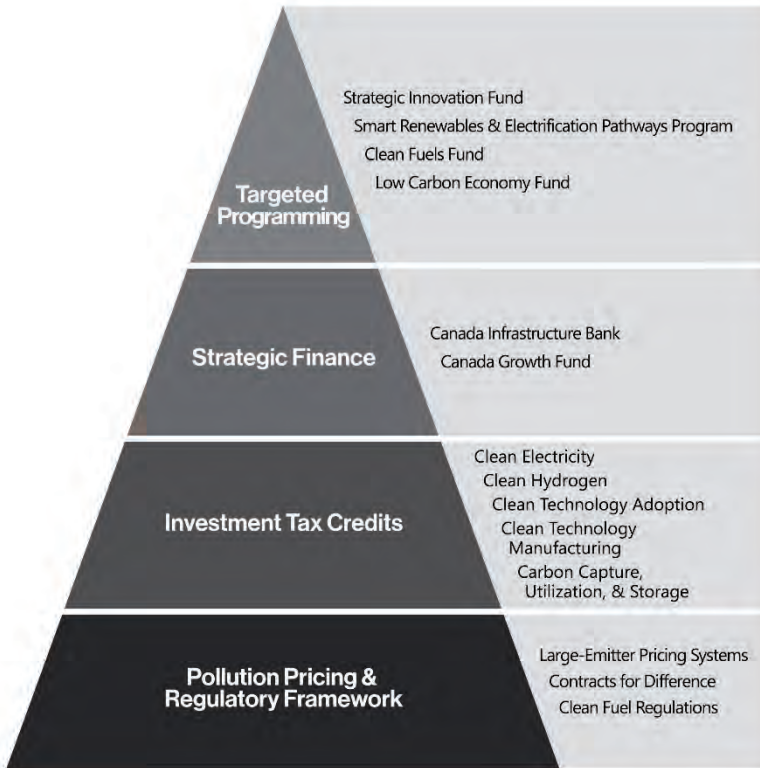 Targeted
Programming
Strategic Innovation Fund
Smart Renewables & Electrification Pathways Program
Clean Fuels Fund
Low Carbon Economy Fund
Strategic Finance
Canada Infrastructure Bank
Canada Growth Fund
Investment Tax Credits
Clean Electricity
Clean Hydrogen
Clean Technology Adoption
Clean Technology
Manufacturing
Carbon Capture,
Utilization, & Storage
Pollution Pricing &
Regulatory Framework
Large-Emitter Pricing Systems
Contracts for Difference
Clean Fuel Regulations